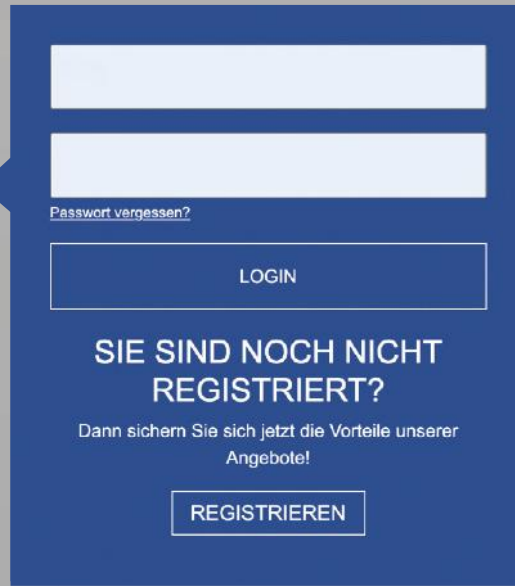 Passwort vergessen?
LOGIN
SIE SIND NOCH NICHT
REGISTRIERT?
Dann sichern Sie sich jetzt die Vorteile unserer
Angebote!
REGISTRIEREN